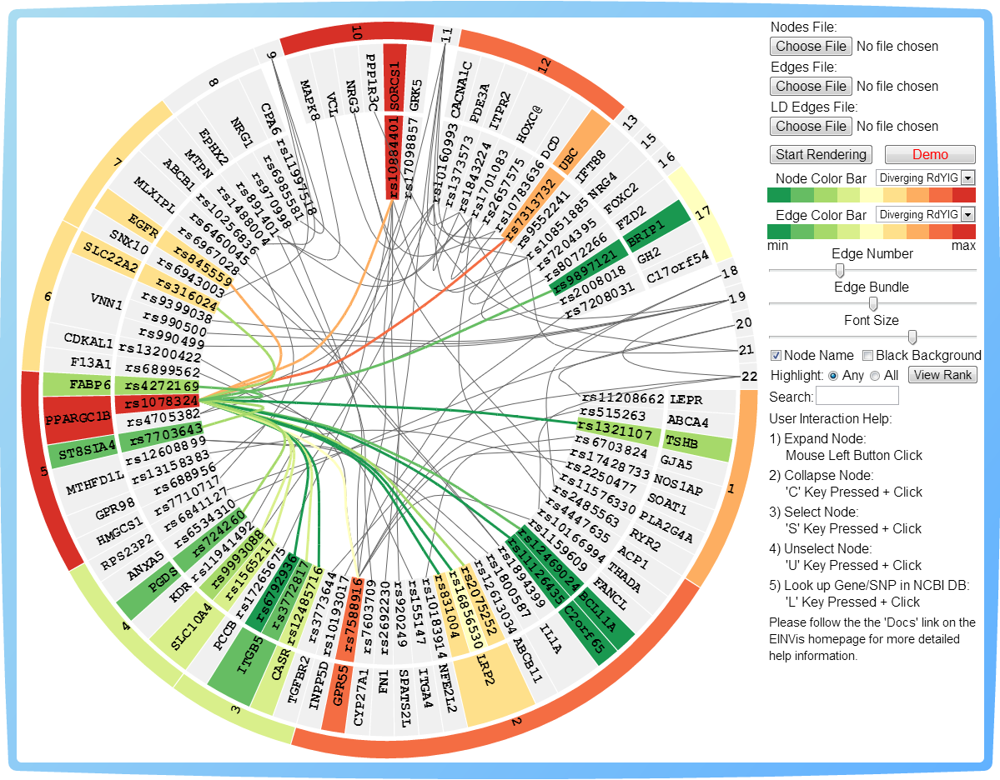 Nodes File:
Choose File No file chosen
Edges File:
Choose File No file chosen
LD Edges File:
Choose File No file chosen
Start Rendering Demo
Node Color Bar Diverging RdYlG
Edge Color Bar Diverging RdYlG
min max
Edge Number
Edge Bundle
Font Size
Node Name Black Background
Highlight: Any All View Rank
Search:
User Interaction Help:
1) Expand Node:
Mouse Left Button Click
2) Collapse Node:
'C' Key Pressed + Click
3) Select Node:
'S' Key Pressed + Click
4) Unselect Node:
'U' Key Pressed + Click
5) Look up Gene/SNP in NCBI DB:
'L' Key Pressed + Click
Please follow the the 'Docs' link on the
EINVis homepage for more detailed
help information.
10
11
12
13
15
16
17
18
19
20
21
22
1
2
3
4
5
6
7
8
9
MAPK8
VCL
NRG3
PPP1R3C
SORCS1
GRK5
CACNA1C
PDE3A
ITPR2
HOXC@
DCD
UBC
IFT88
NRG4
FOXC2
FZD2
BRIP1
GH2
C17orf54
LEPR
ABCA4
TSHB
GJA5
NOS1AP
SOAT1
PLA2G4A
RYR2
ACP1
THADA
FANCL
BCL11A
C2orf65
IL1A
ABCB11
LRP2
NFE2L2
ITGA4
SPATS2L
FN1
CYP27A1
GPR55
INPP5D
TGFBR2
CASR
ITGB5
PCCB
SLC10A4
KDR
PGDS
ANXA5
RPS23P2
HMGCS1
GPR98
MTHFD1L
ST8SIA4
PPARGC1B
FABP6
F13A1
CDKAL1
VNN1
SLC22A2
SNX10
EGFR
MLXIPL
ABCB1
MTPN
EPHX2
NRG1
CPA6
rs10884401
rs17098857
rs10160993
rs1373573
rs1843224
rs1701083
rs2657575
rs10783636
rs7313732
rs9552241
rs10851885
rs7204395
rs8072266
rs9897121
rs2008018
rs7208031
rs11208662
rs515263
rs1321107
rs6703824
rs17428733
rs2250477
rs11576330
rs2485563
rs4447635
rs10166994
rs1159609
rs1246902
rs11126435
rs1894399
rs1800587
rs12613034
rs2075252
rs16856530
rs831004
rs10183914
rs155147
rs920249
rs2692230
rs7603709
rs7588916
rs10193017
rs3773644
rs12485716
rs3772817
rs6792936
rs17265675
rs1565217
rs9993088
rs11941492
rs724260
rs6534310
rs6841127
rs7710717
rs688956
rs13158383
rs12608899
rs7703643
rs4705382
rs1078324
rs4272169
rs6899562
rs13200422
rs990499
rs990500
rs9399038
rs316024
rs6943003
rs845559
rs6967028
rs6460045
rs10256836
rs1488004
rs891401
rs970998
rs6985581
rs11997518